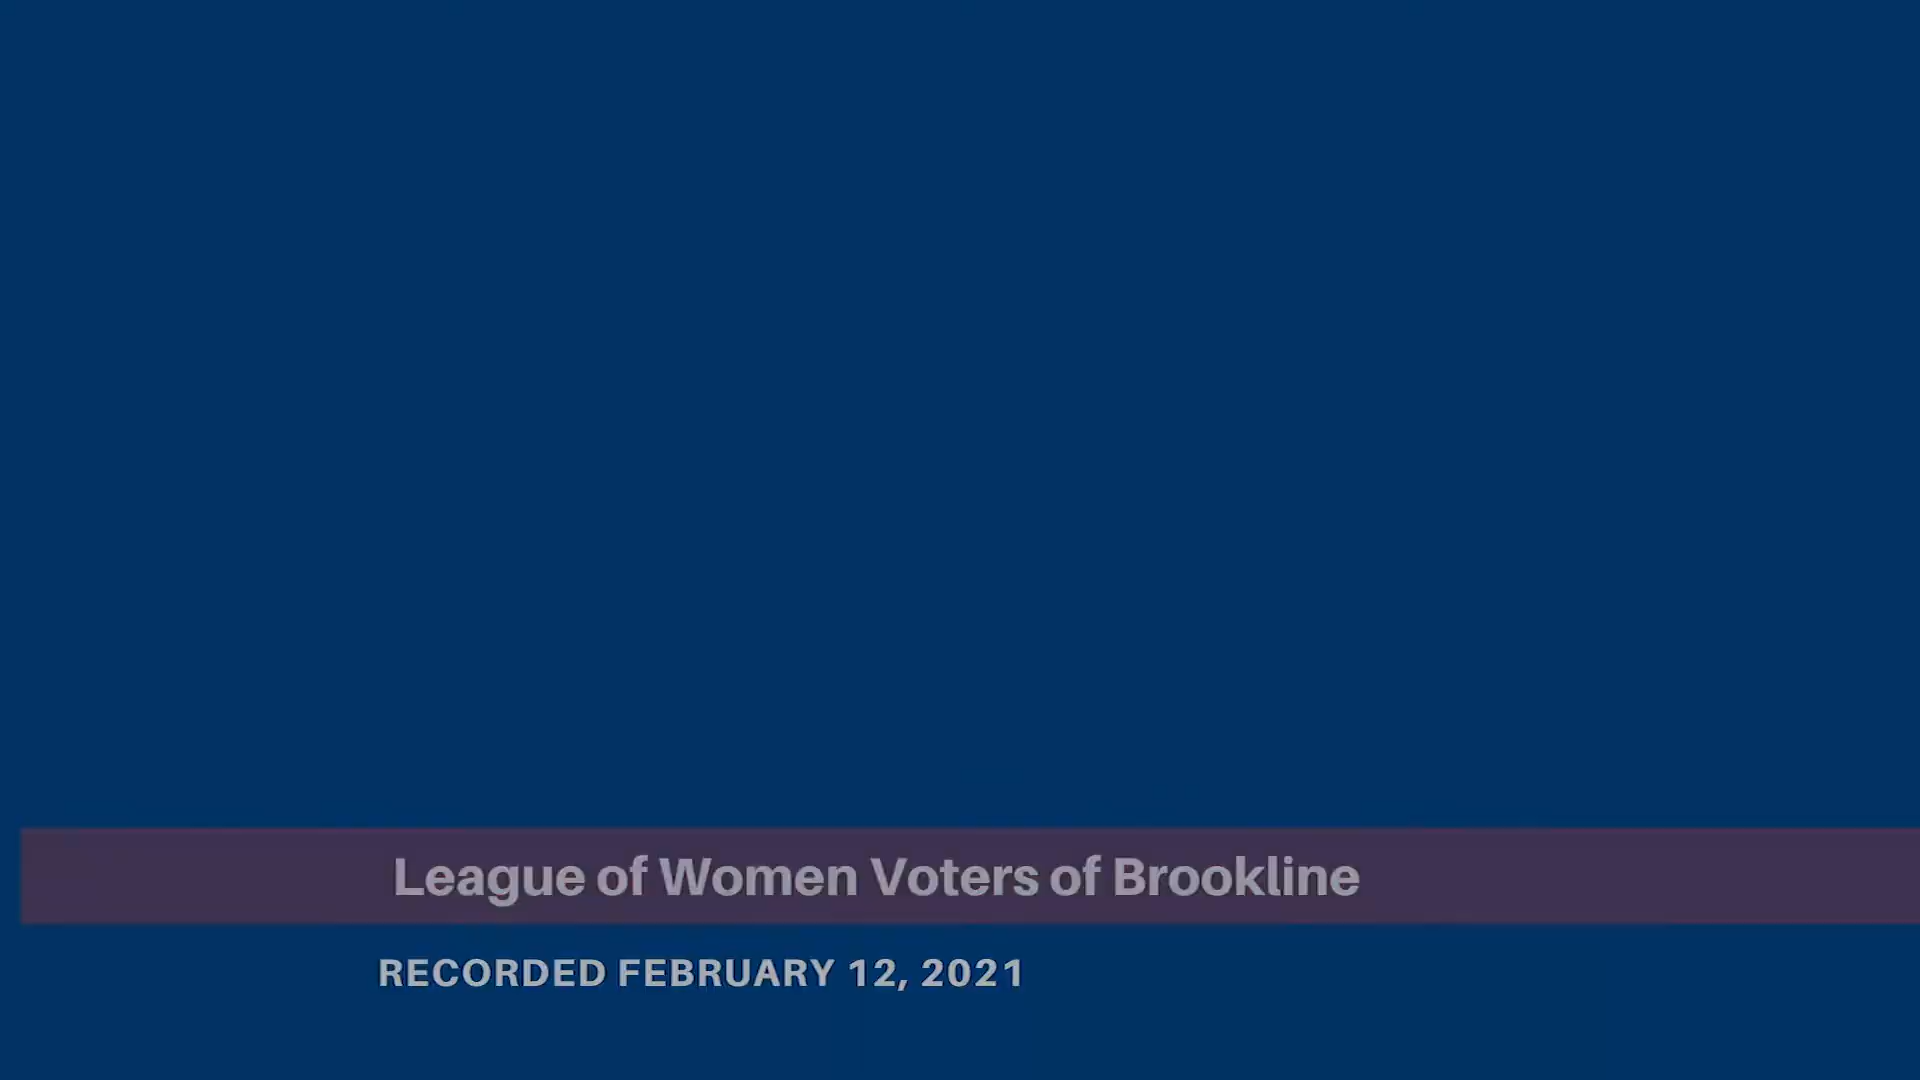 League of Women Voters of Brookline
RECORDED FEBRUARY 12, 2021